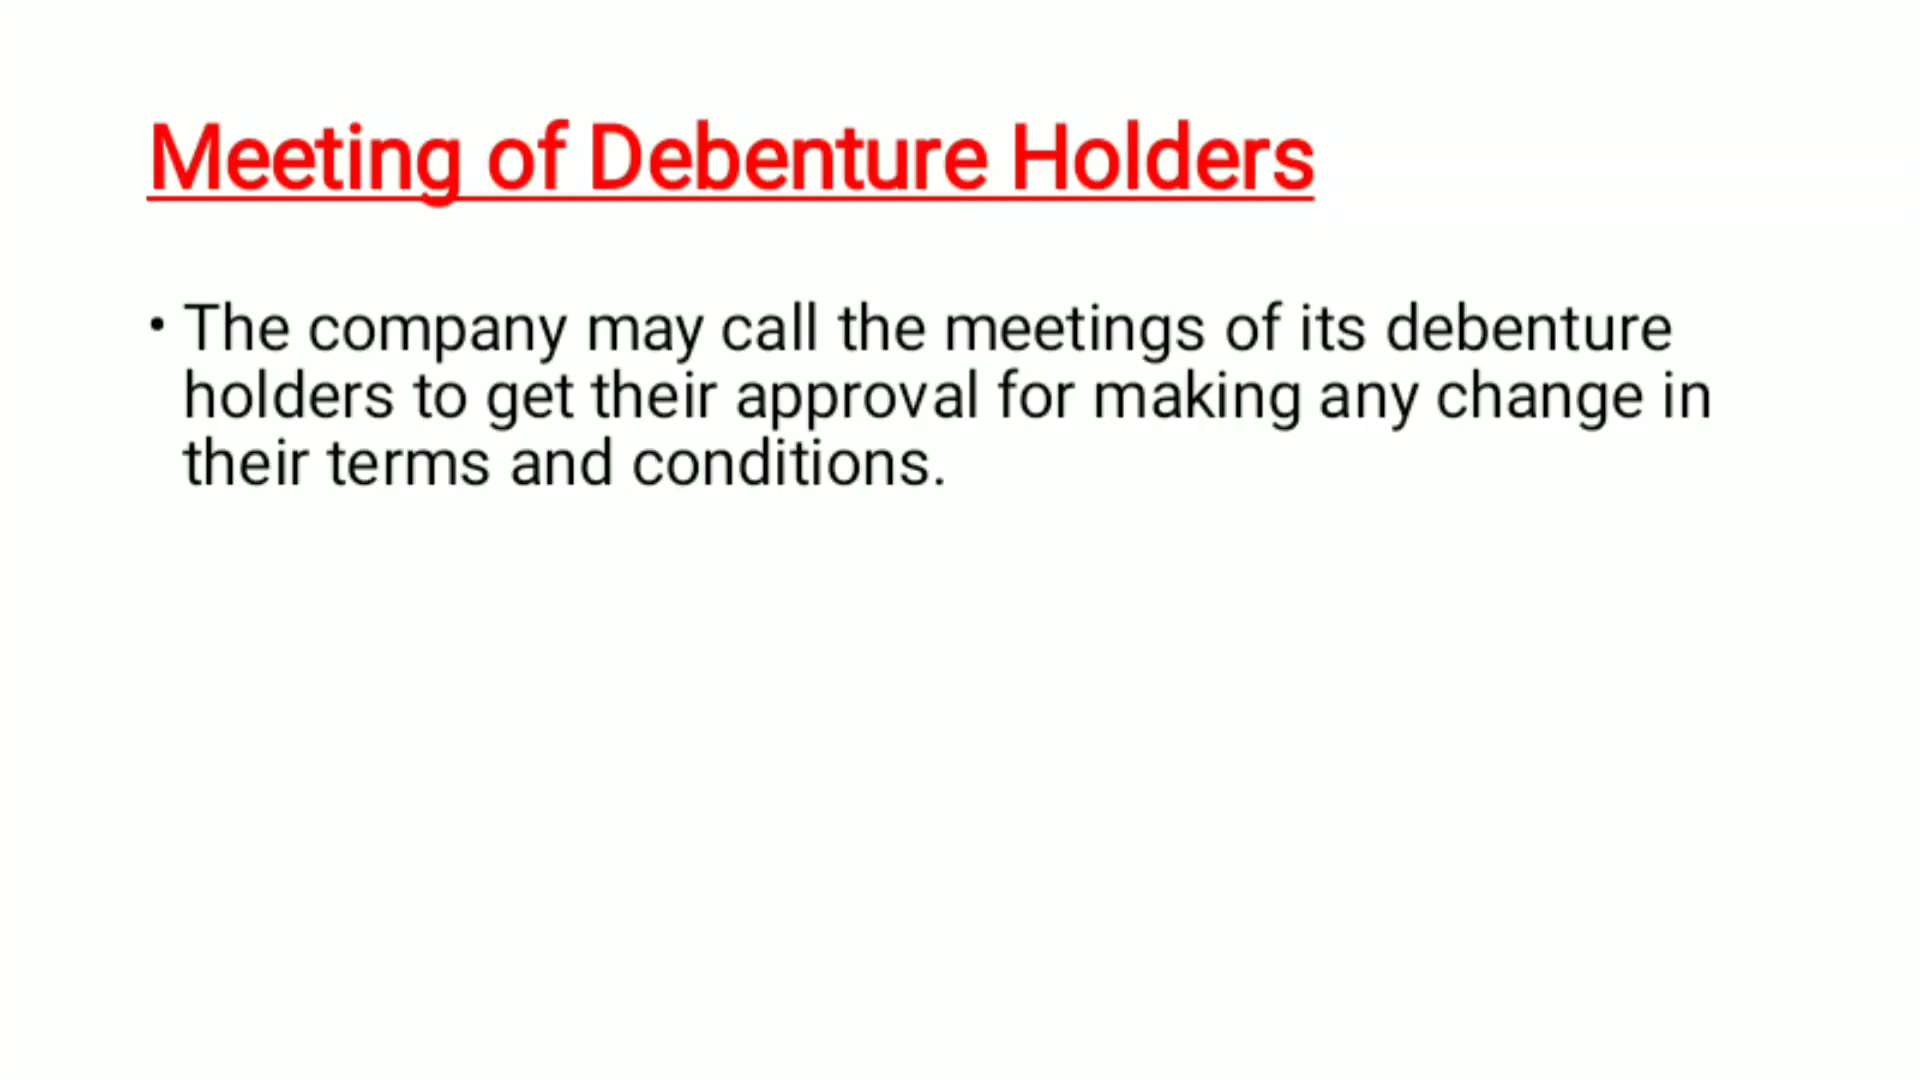 Meeting of Debenture Holders
• The company may call the meetings of its debenture
holders to get their approval for making any change in
their terms and conditions.